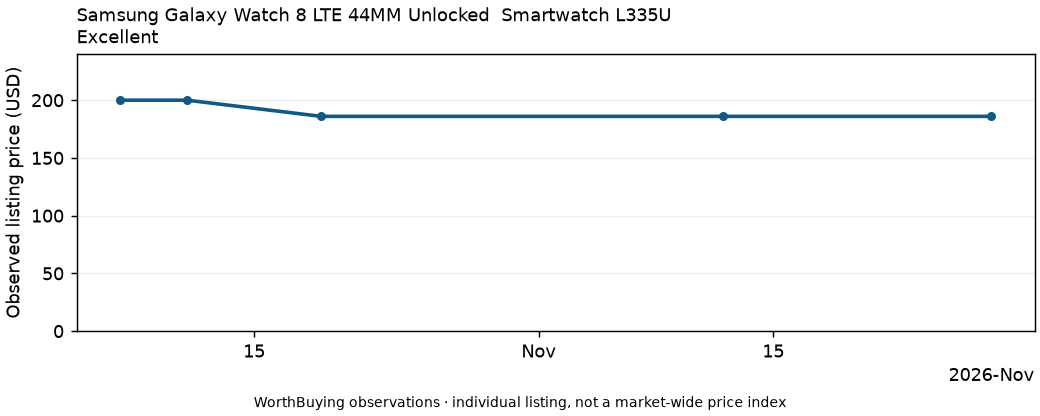 Samsung Galaxy Watch 8 LTE 44MM Unlocked  Smartwatch L335U
Excellent
Observed listing price (USD)
200
150
100
50
0
15
Nov
15
2026-Nov
WorthBuying observations · individual listing, not a market-wide price index